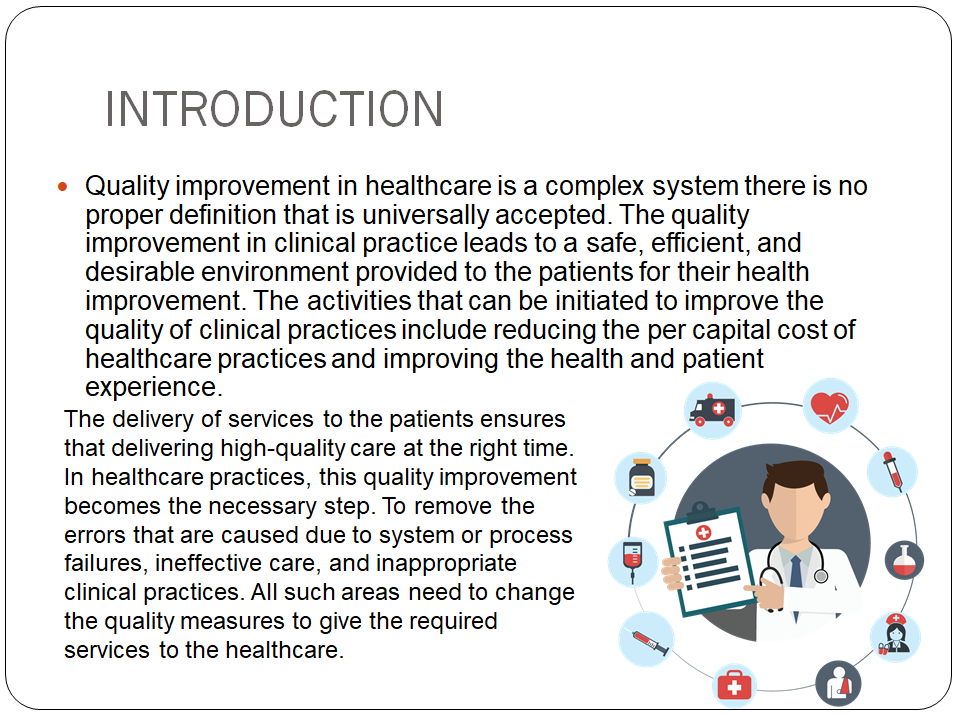 INTRODUCTION
Quality improvement in healthcare is a complex system there is no
proper definition that is universally accepted. The quality
improvement in clinical practice leads to a safe, efficient, and
desirable environment provided to the patients for their health
improvement. The activities that can be initiated to improve the
quality of clinical practices include reducing the per capital cost of
healthcare practices and improving the health and patient
experience.
The delivery of services to the patients ensures
that delivering high-quality care at the right time.
In healthcare practices, this quality improvement
becomes the necessary step. To remove the
errors that are caused due to system or process
failures, ineffective care, and inappropriate
clinical practices. All such areas need to change
the quality measures to give the required
services to the healthcare.